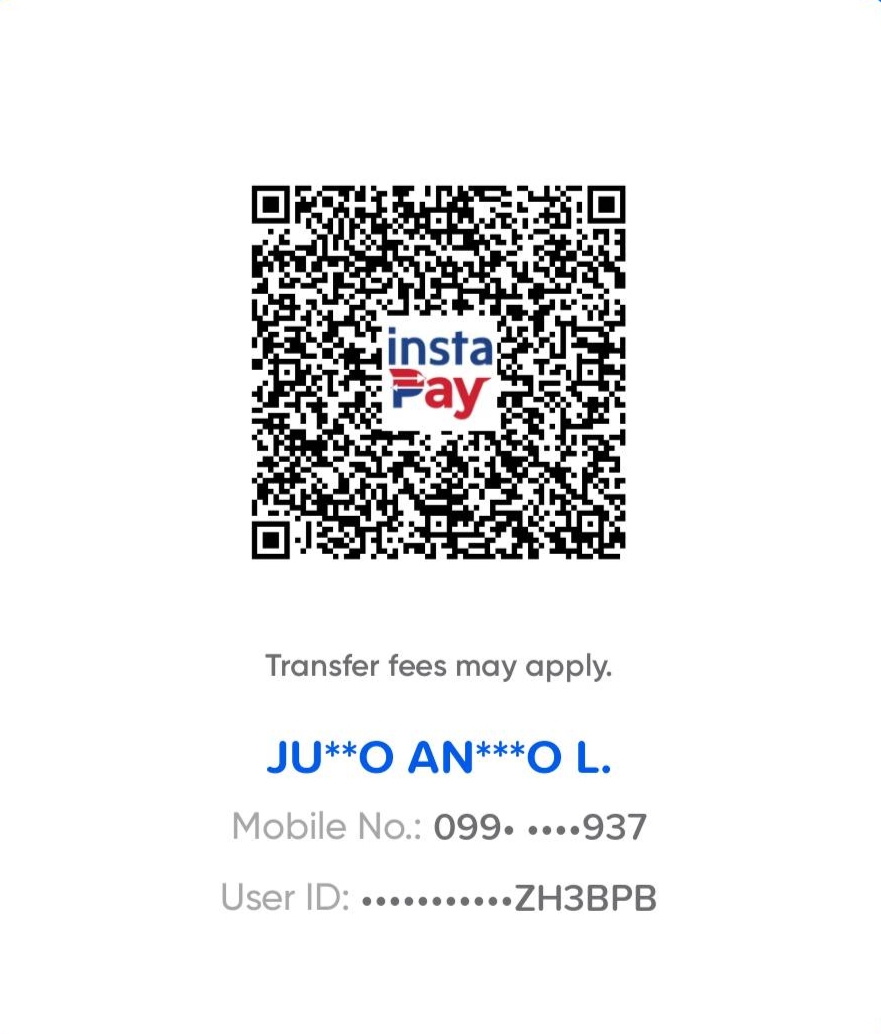 insta
Pay
Transfer fees may apply.
JU**O AN***O L.
Mobile No.: 099• ••••937
User ID: •••••••••••ZH3BPB